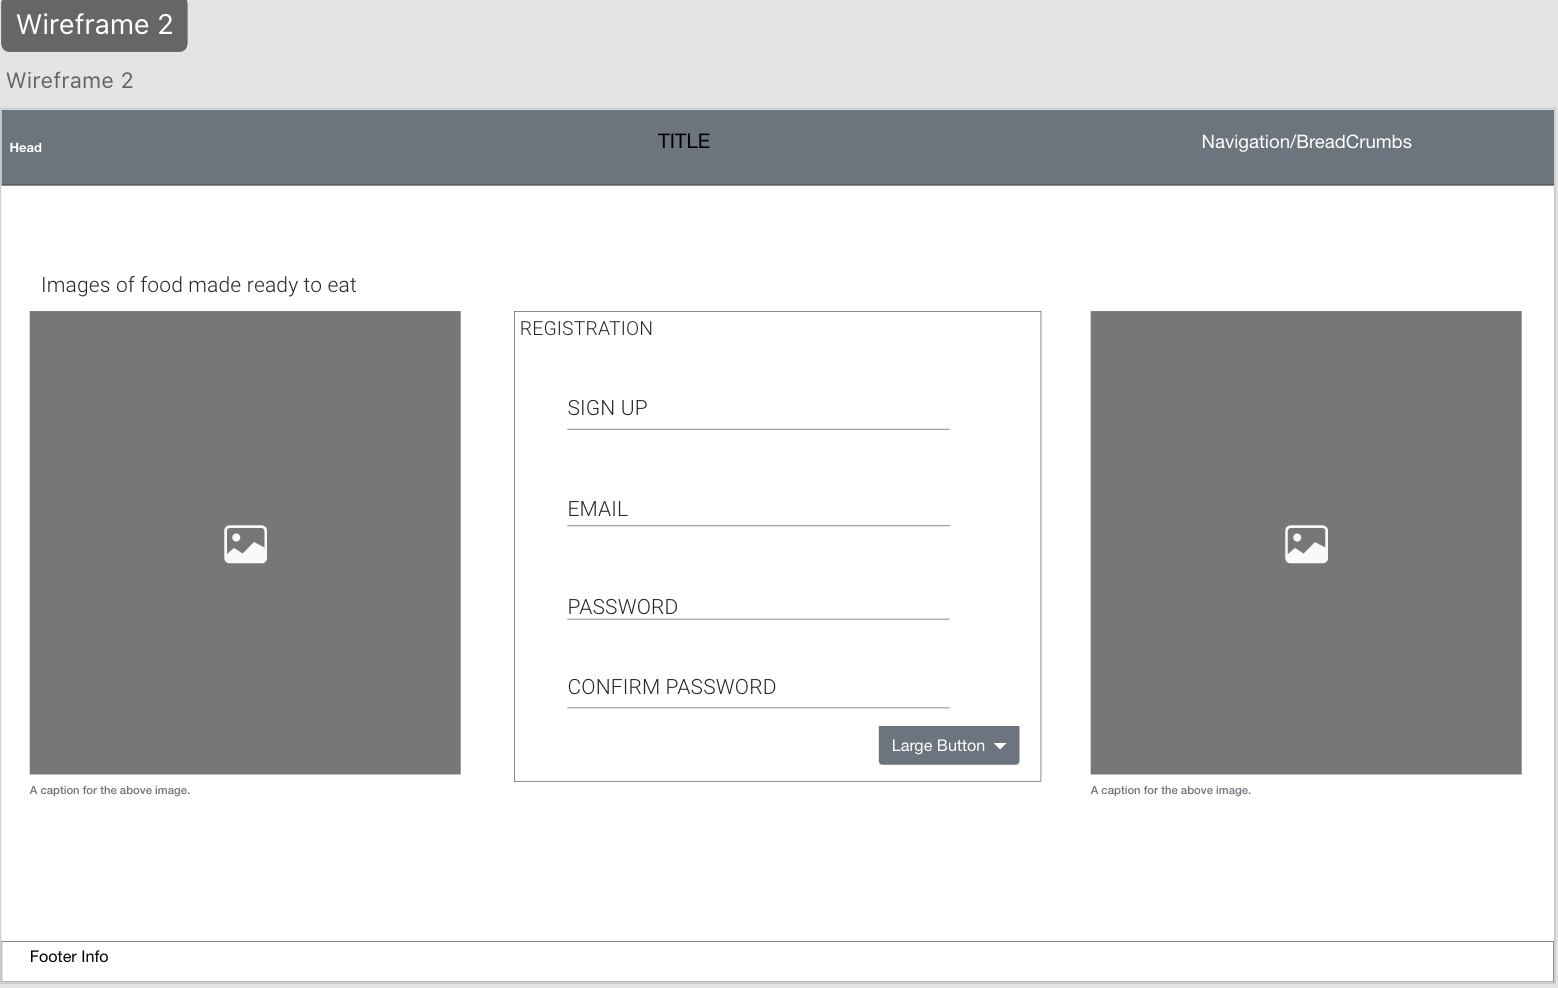 Wireframe 2
Wireframe 2
Head
TITLE
Navigation/BreadCrumbs
Images of food made ready to eat
REGISTRATION
SIGN UP
EMAIL
PASSWORD
CONFIRM PASSWORD
Large Button
A caption for the above image.
A caption for the above image.
Footer Info